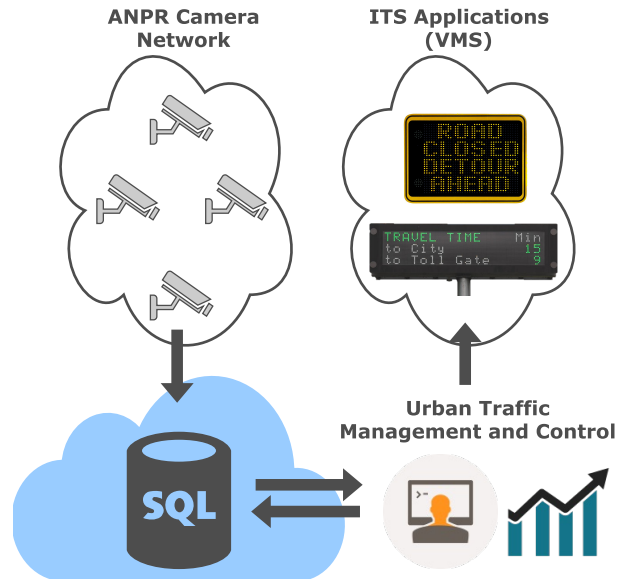 ANPR Camera
Network
ITS Applications
(VMS)
ROAD
CLOSED
DETOUR
AHEAD
TRAVEL TIME Min
to City 15
to Toll Gate 9
Urban Traffic
Management and Control
SQL
>-